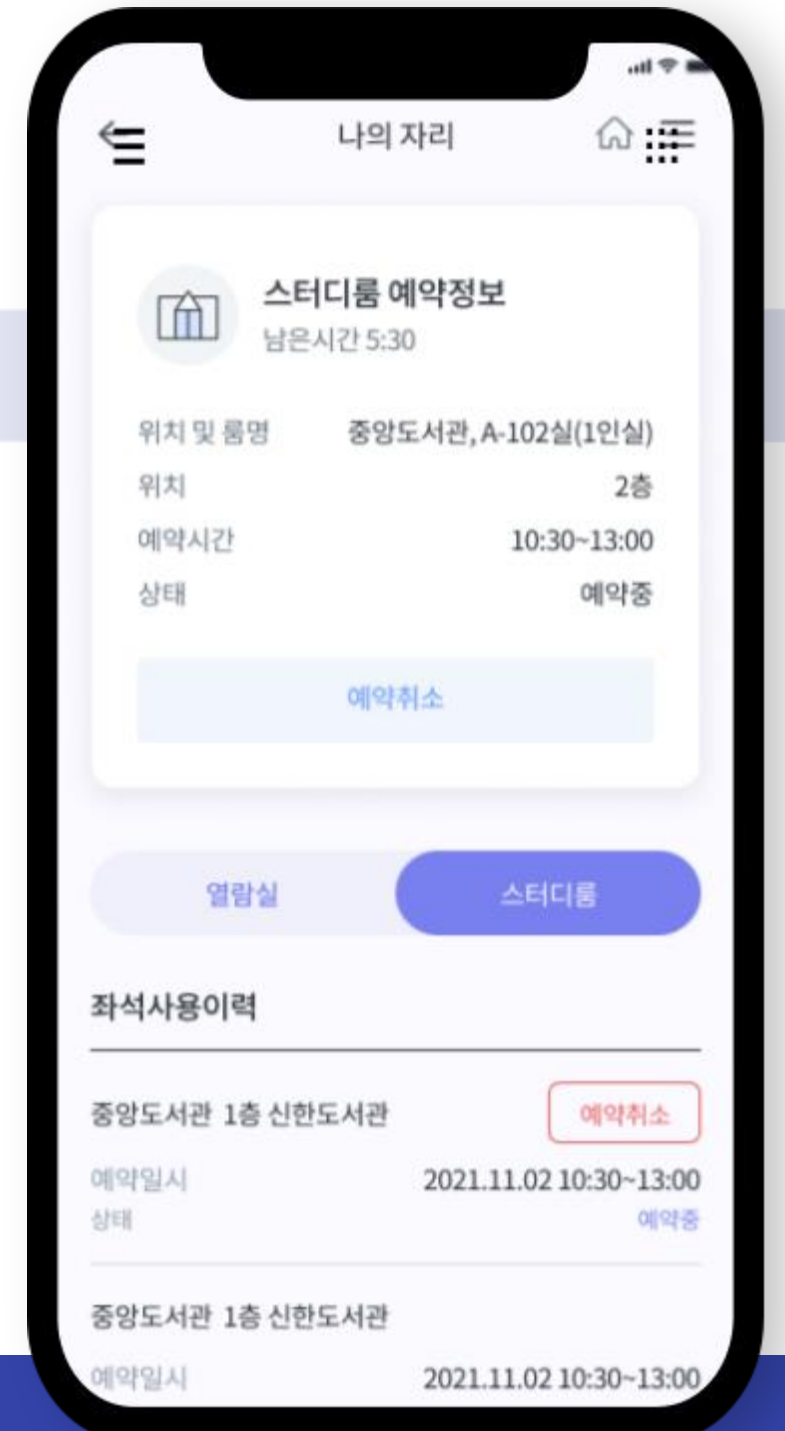 나의 자리
스터디룸 예약정보
남은시간 5:30
위치 및 룸명 중앙도서관, A-102실(1인실)
위치 2층
예약시간 10:30~13:00
상태 예약중
예약취소
열람실 스터디룸
좌석사용이력
중앙도서관 1층 신한도서관 예약취소
예약일시 2021.11.02 10:30~13:00
상태 예약중
중앙도서관 1층 신한도서관
예약일시 2021.11.02 10:30~13:00